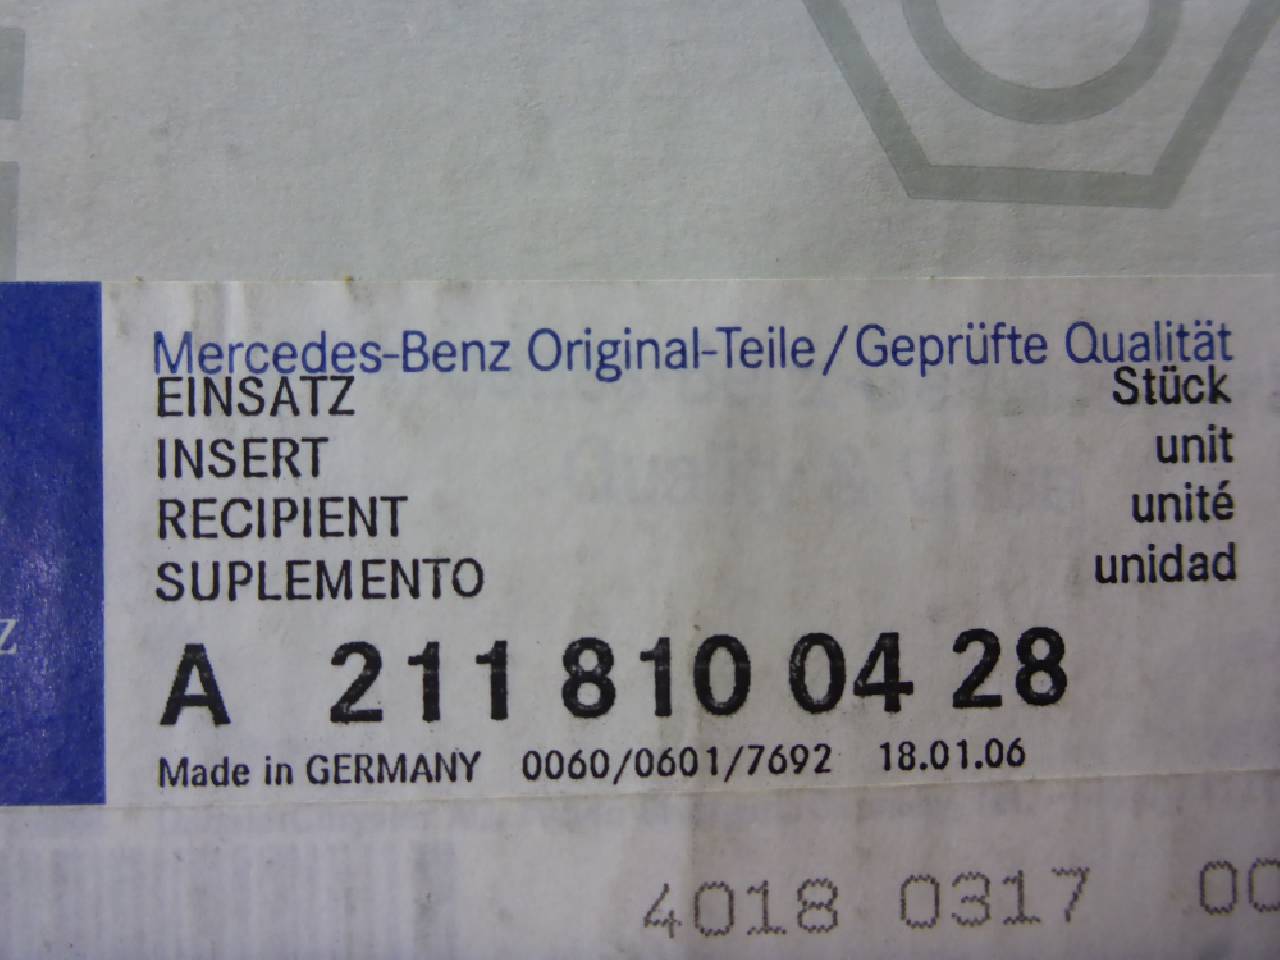 Mercedes-Benz Original-Teile/Geprüfte Qualität
EINSATZ Stück
INSERT unit
RECIPIENT unité
SUPLEMENTO unidad
A 211 810 04 28
Made in GERMANY 0060/0601/7692 18.01.06
4018 0317 00